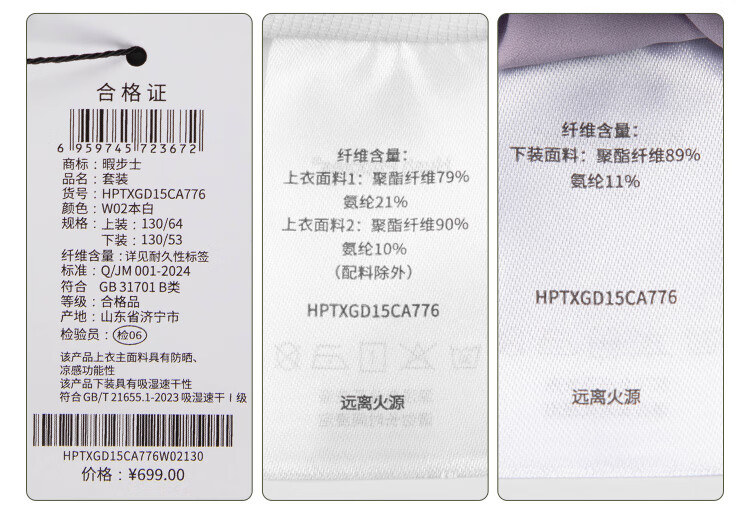 合格证
6 959745 723672
商标：暇步士
品名：套装
货号：HPTXGD15CA776
颜色：W02本白
规格：上装：130/64
下装：130/53
纤维含量：详见耐久性标签
标准：Q/JM 001-2024
符合 GB 31701 B类
等级：合格品
产地：山东省济宁市
检验员：检06
该产品上衣主面料具有防晒、
凉感功能性
该产品下装具有吸湿速干性
符合 GB/T 21655.1-2023 吸湿速干Ⅰ级
HPTXGD15CA776W02130
价格：¥699.00
纤维含量：
上衣面料1：聚酯纤维79%
氨纶21%
上衣面料2：聚酯纤维90%
氨纶10%
（配料除外）
HPTXGD15CA776
远离火源
纤维含量：
下装面料：聚酯纤维89%
氨纶11%
HPTXGD15CA776
远离火源